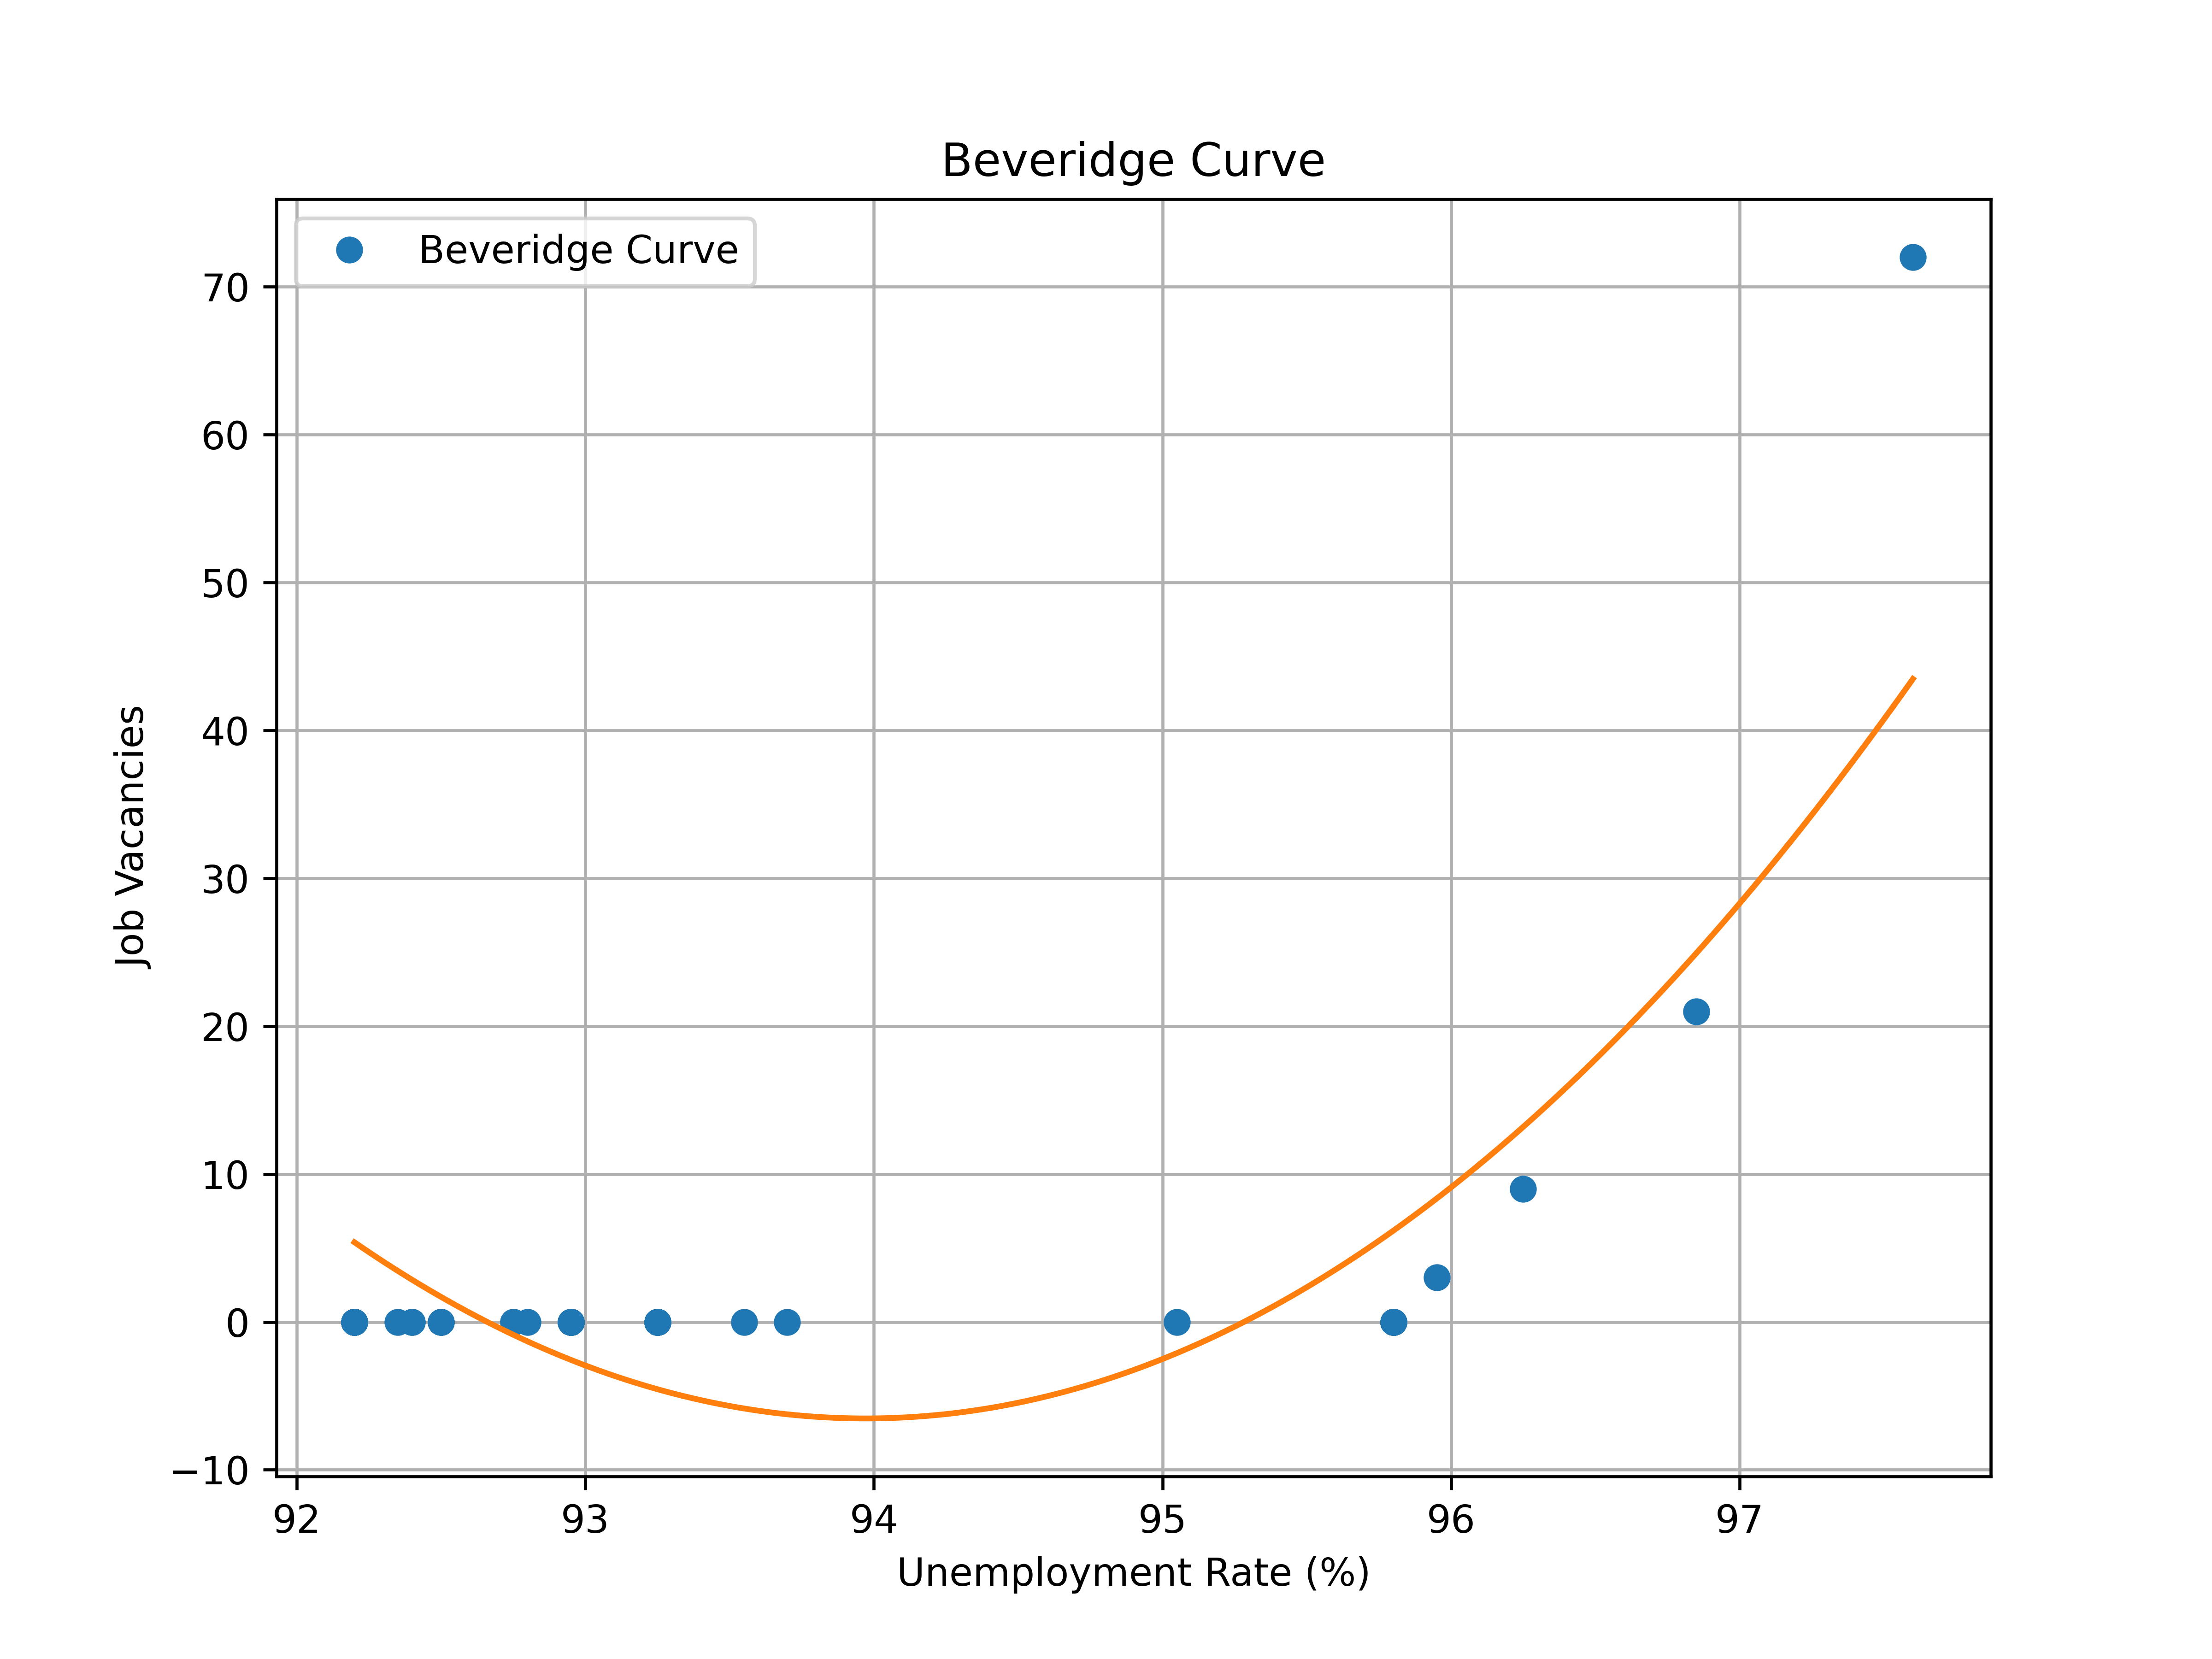 Beveridge Curve
Beveridge Curve
70
60
50
40
30
20
10
0
−10
Job Vacancies
92 93 94 95 96 97
Unemployment Rate (%)